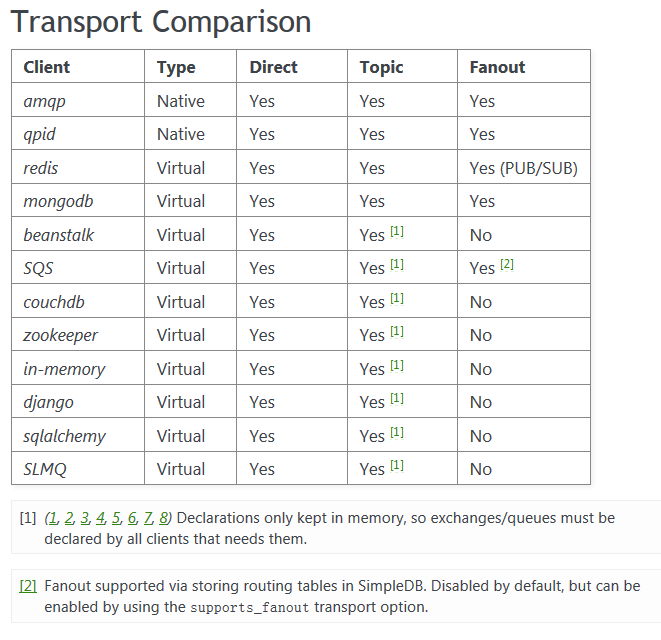 Transport Comparison
Client Type Direct Topic Fanout
amqp Native Yes Yes Yes
qpid Native Yes Yes Yes
redis Virtual Yes Yes Yes (PUB/SUB)
mongodb Virtual Yes Yes Yes
beanstalk Virtual Yes Yes [1] No
SQS Virtual Yes Yes [1] Yes [2]
couchdb Virtual Yes Yes [1] No
zookeeper Virtual Yes Yes [1] No
in-memory Virtual Yes Yes [1] No
django Virtual Yes Yes [1] No
sqlalchemy Virtual Yes Yes [1] No
SLMQ Virtual Yes Yes [1] No
[1] (1, 2, 3, 4, 5, 6, 7, 8) Declarations only kept in memory, so exchanges/queues must be
declared by all clients that needs them.
[2] Fanout supported via storing routing tables in SimpleDB. Disabled by default, but can be
enabled by using the supports_fanout transport option.